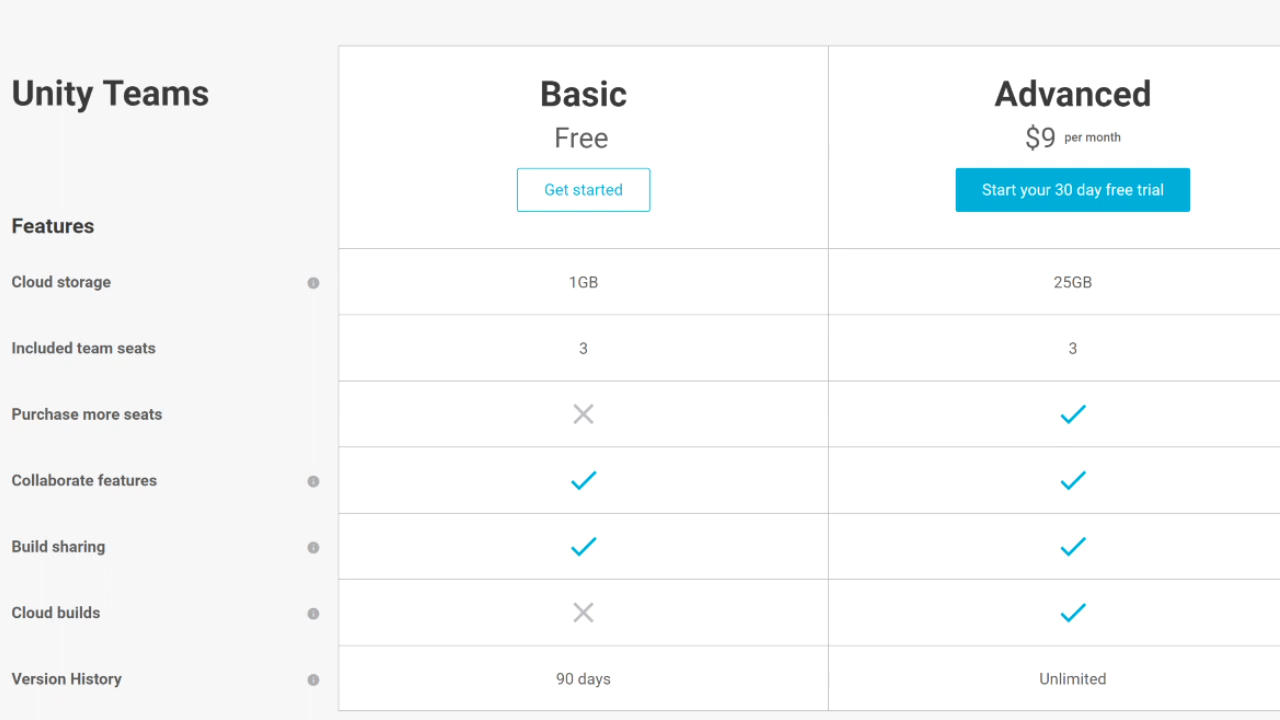 Unity Teams
Basic
Advanced
Free
$9 per month
Get started
Start your 30 day free trial
Features
Cloud storage 1GB 25GB
Included team seats 3 3
Purchase more seats
Collaborate features
Build sharing
Cloud builds
Version History 90 days Unlimited